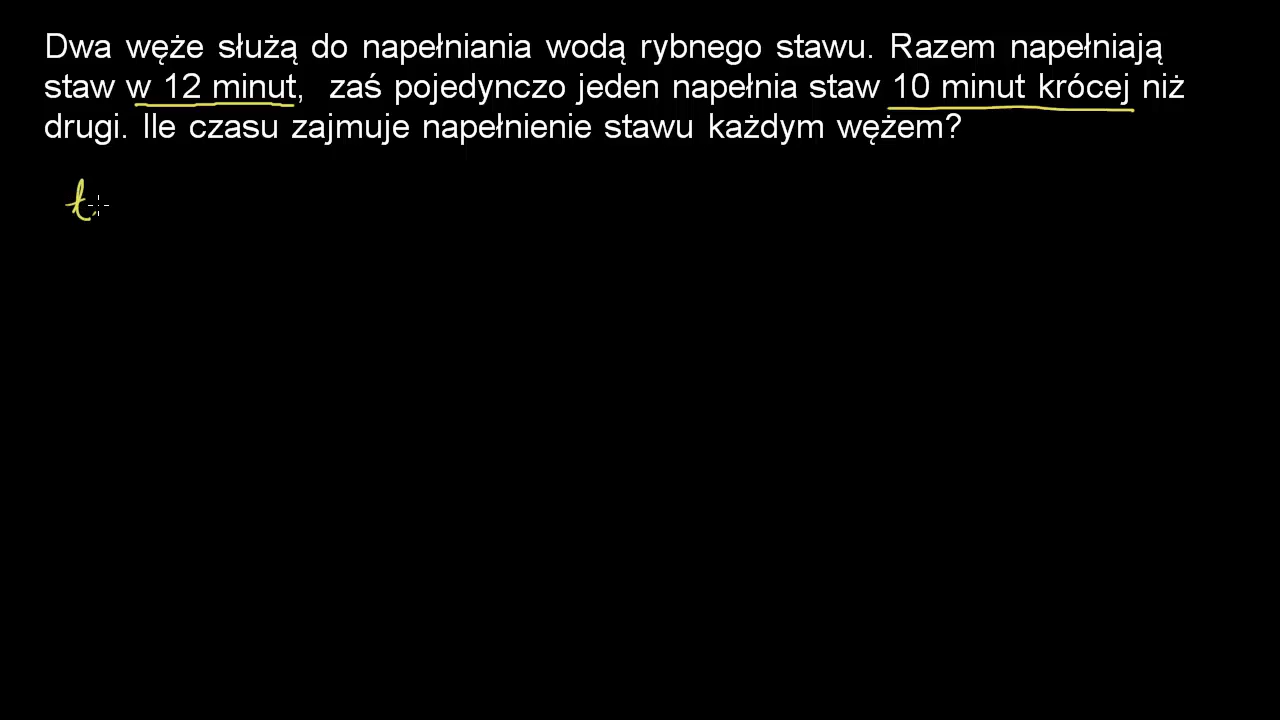 Dwa węże służą do napełniania wodą rybnego stawu. Razem napełniają
staw w 12 minut, zaś pojedynczo jeden napełnia staw 10 minut krócej niż
drugi. Ile czasu zajmuje napełnienie stawu każdym wężem?
t